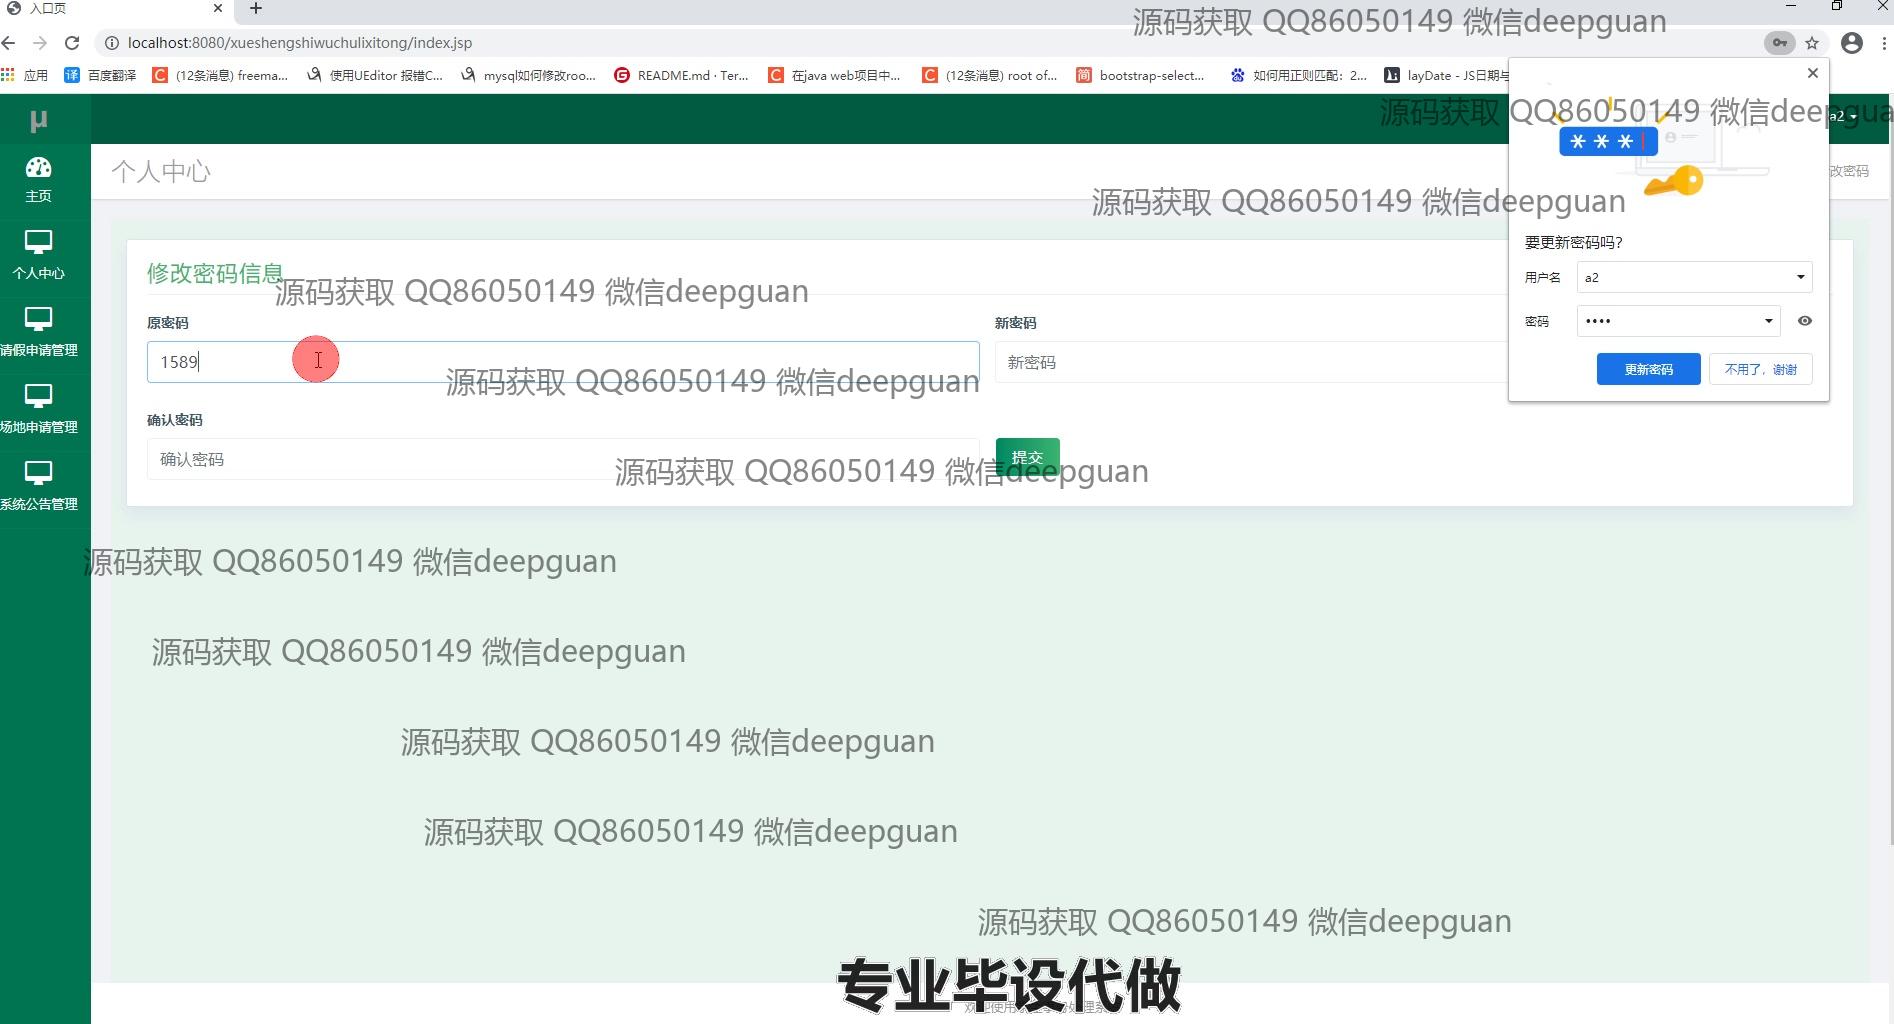 入口页
源码获取 QQ86050149 微信deepguan
localhost:8080/xueshengshiwuchulixitong/index.jsp
应用
百度翻译
(12条消息) freema...
使用UEditor 报错C...
mysql如何修改roo...
README.md · Ter...
在java web项目中...
(12条消息) root of...
bootstrap-select...
如何用正则匹配：2...
layDate - JS日期与
源码获取 QQ86050149 微信deepgua
a2
μ
主页
个人中心
请假申请管理
场地申请管理
系统公告管理
个人中心
改密码
源码获取 QQ86050149 微信deepguan
***
要更新密码吗？
用户名
a2
密码
••••
更新密码
不用了，谢谢
修改密码信息
源码获取 QQ86050149 微信deepguan
原密码
新密码
1589
新密码
源码获取 QQ86050149 微信deepguan
确认密码
确认密码
提交
源码获取 QQ86050149 微信deepguan
源码获取 QQ86050149 微信deepguan
源码获取 QQ86050149 微信deepguan
源码获取 QQ86050149 微信deepguan
源码获取 QQ86050149 微信deepguan
源码获取 QQ86050149 微信deepguan
专业毕设代做